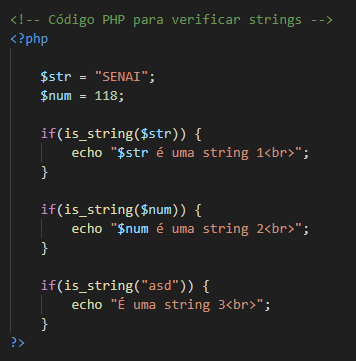 <!-- Código PHP para verificar strings -->
<?php
$str = "SENAI";
$num = 118;
if(is_string($str)) {
echo "$str é uma string 1<br>";
}
if(is_string($num)) {
echo "$num é uma string 2<br>";
}
if(is_string("asd")) {
echo "É uma string 3<br>";
}
?>